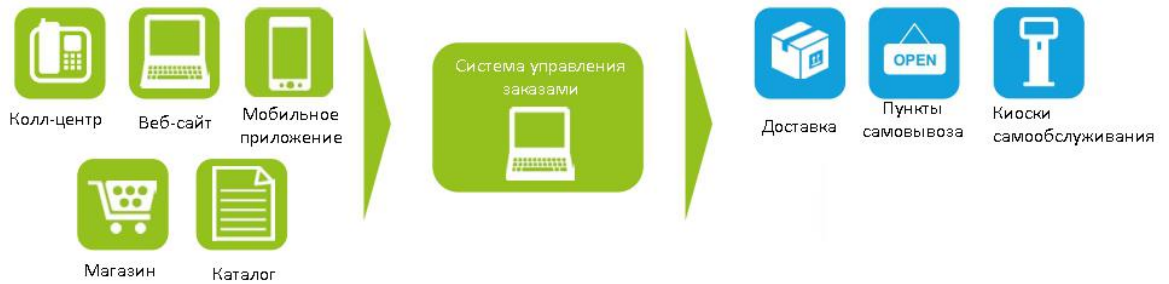 Колл-центр
Веб-сайт
Мобильное
приложение
Магазин
Каталог
Система управления
заказами
Доставка
OPEN
Пункты
самовывоза
Киоски
самообслуживания